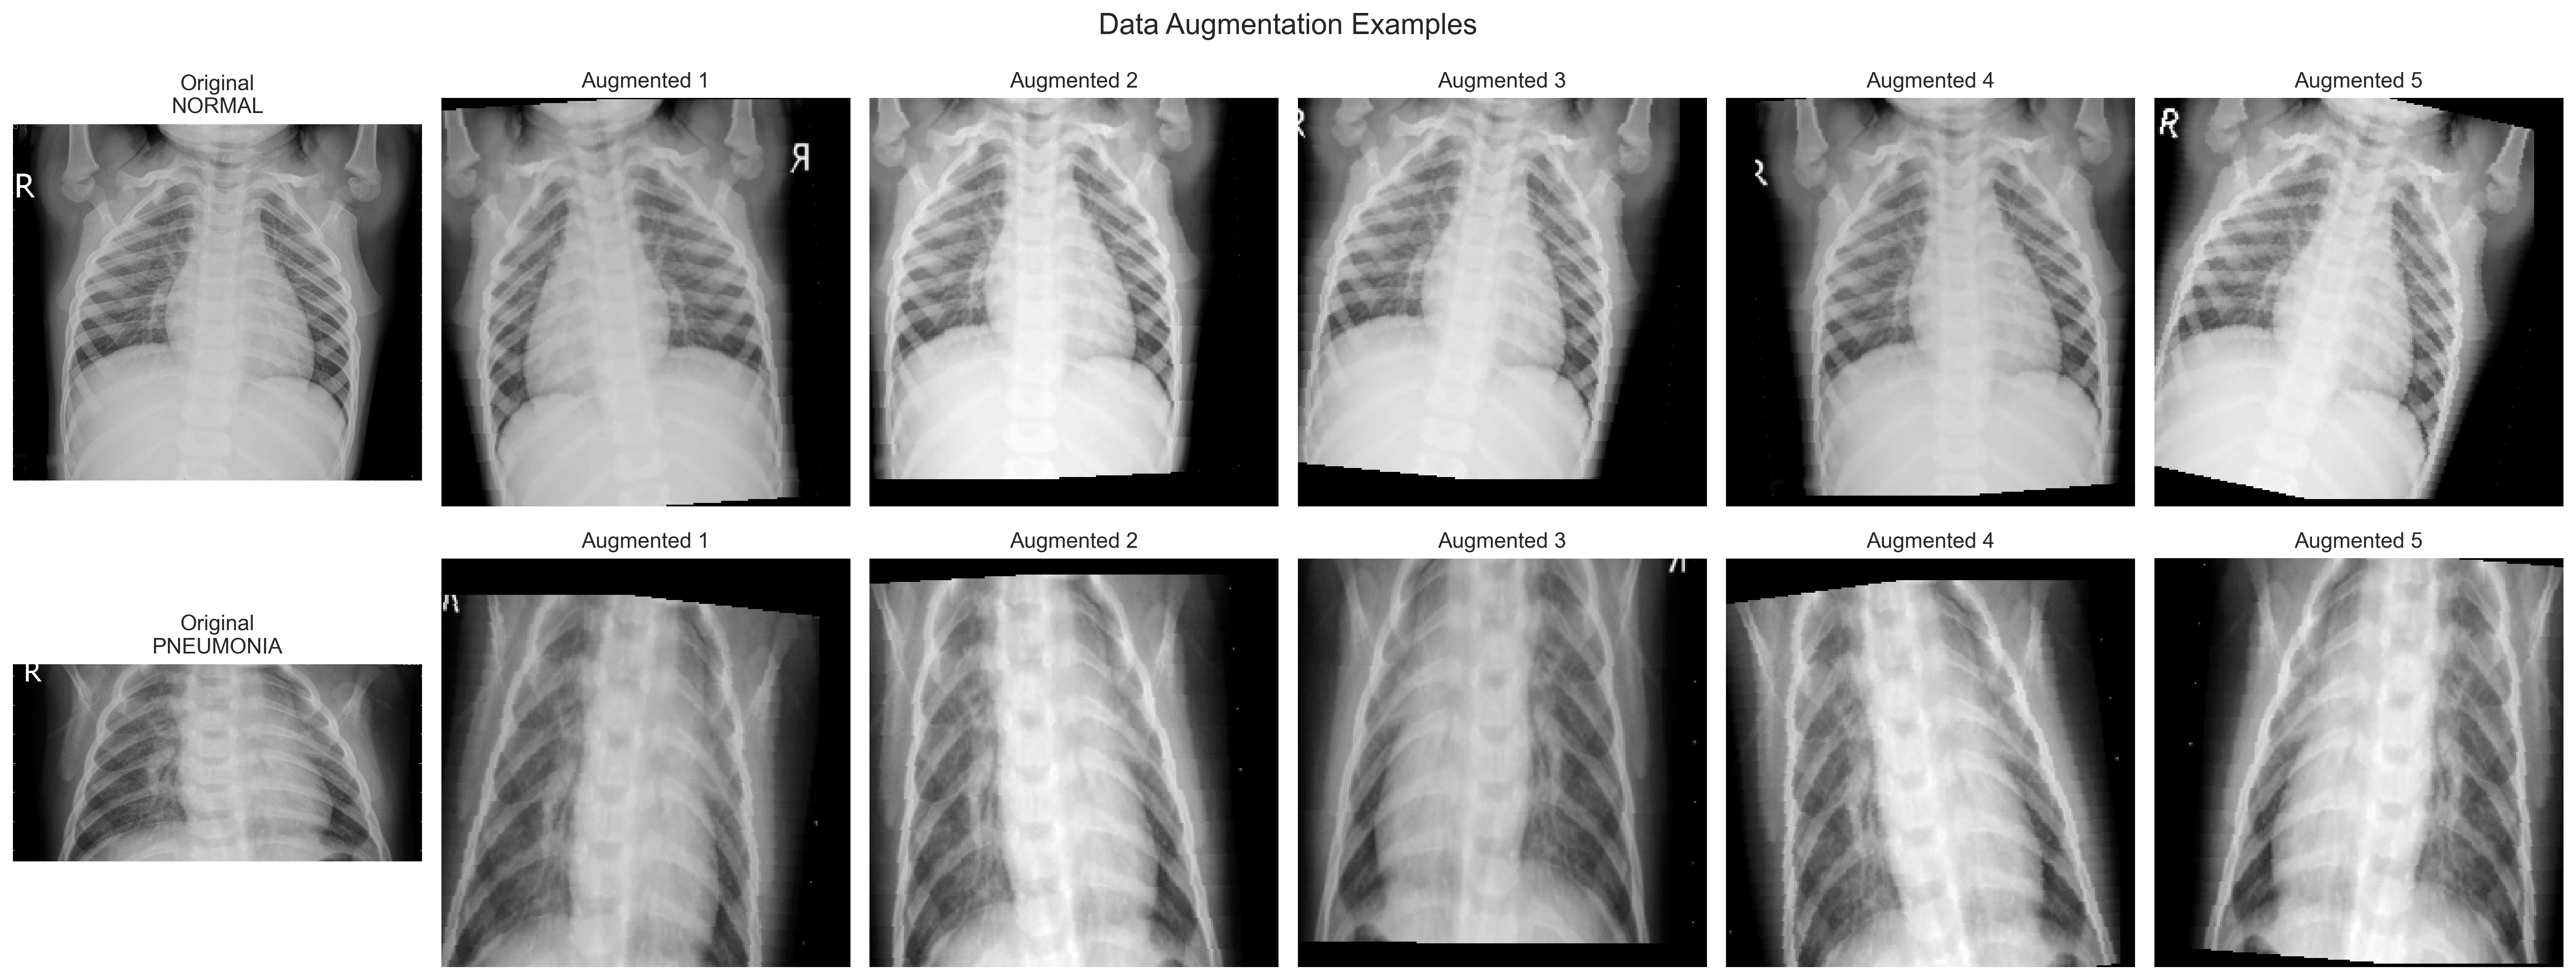 Data Augmentation Examples
Original
NORMAL
Augmented 1
Augmented 2
Augmented 3
Augmented 4
Augmented 5
R
R
R
R
R
Original
PNEUMONIA
Augmented 1
Augmented 2
Augmented 3
Augmented 4
Augmented 5
R